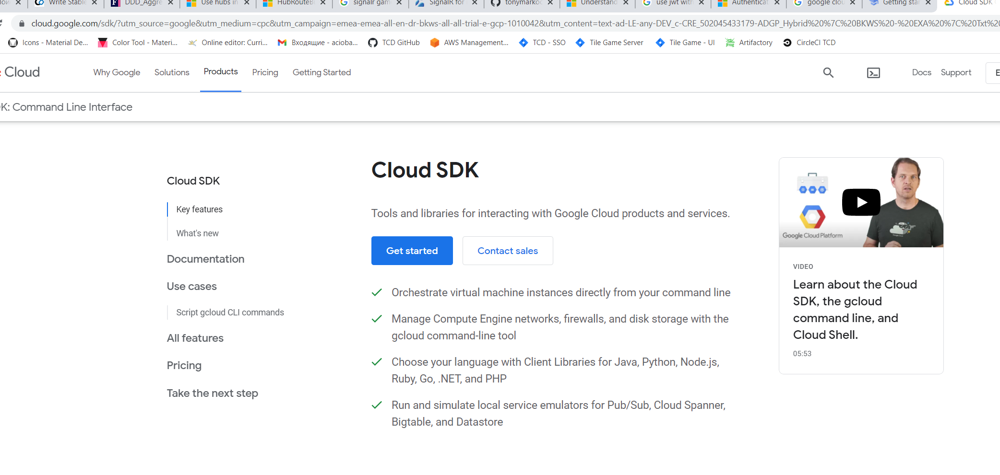 Write Stable
DDD_Aggre
Use hubs in
HubRouteB
signalr gam
SignalR for
tonymarkoc
Understand
use jwt with
Authenticat
google clou
Getting star
Cloud SDK
cloud.google.com/sdk/?utm_source=google&utm_medium=cpc&utm_campaign=emea-emea-all-en-dr-bkws-all-all-trial-e-gcp-1010042&utm_content=text-ad-LE-any-DEV_c-CRE_502045433179-ADGP_Hybrid%20%7C%20BKWS%20-%20EXA%20%7C%20Txt%20
Icons - Material De...
Color Tool - Materi...
Online editor: Curri...
Входящие - acioba...
TCD GitHub
AWS Management...
TCD - SSO
Tile Game Server
Tile Game - UI
Artifactory
CircleCI TCD
Cloud
Why Google
Solutions
Products
Pricing
Getting Started
Docs
Support
K: Command Line Interface
Cloud SDK
Key features
What's new
Documentation
Use cases
Script gcloud CLI commands
All features
Pricing
Take the next step
Cloud SDK
Tools and libraries for interacting with Google Cloud products and services.
Get started
Contact sales
Orchestrate virtual machine instances directly from your command line
Manage Compute Engine networks, firewalls, and disk storage with the
gcloud command-line tool
Choose your language with Client Libraries for Java, Python, Node.js,
Ruby, Go, .NET, and PHP
Run and simulate local service emulators for Pub/Sub, Cloud Spanner,
Bigtable, and Datastore
Google Cloud Platform
VIDEO
Learn about the Cloud
SDK, the gcloud
command line, and
Cloud Shell.
05:53